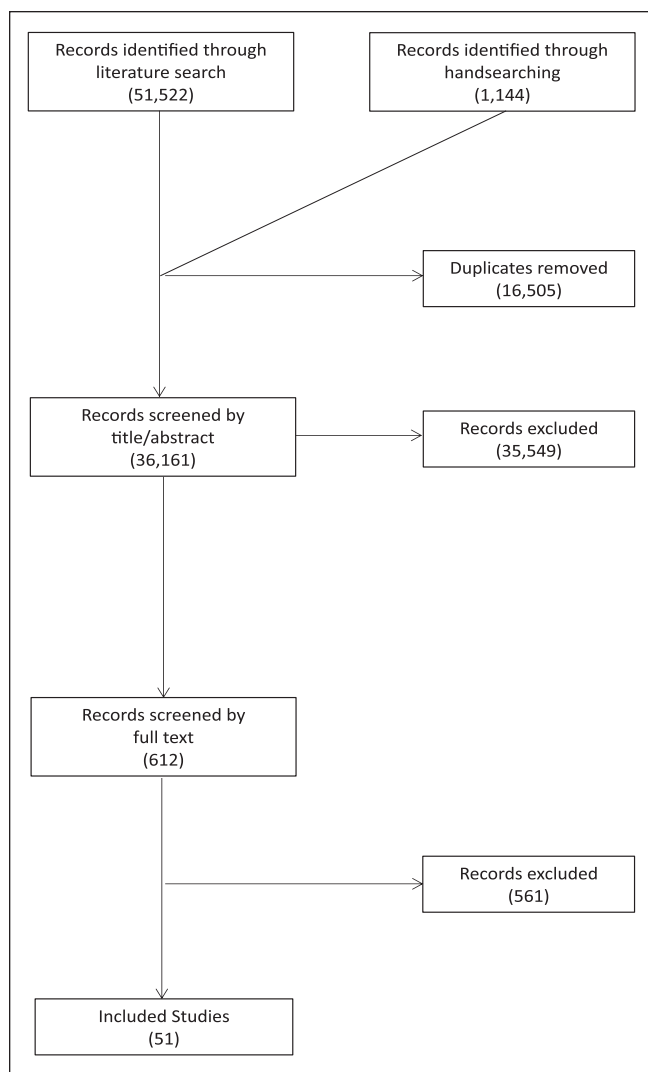 Records identified through
literature search
(51,522)
Records identified through
handsearching
(1,144)
Duplicates removed
(16,505)
Records screened by
title/abstract
(36,161)
Records excluded
(35,549)
Records screened by
full text
(612)
Records excluded
(561)
Included Studies
(51)